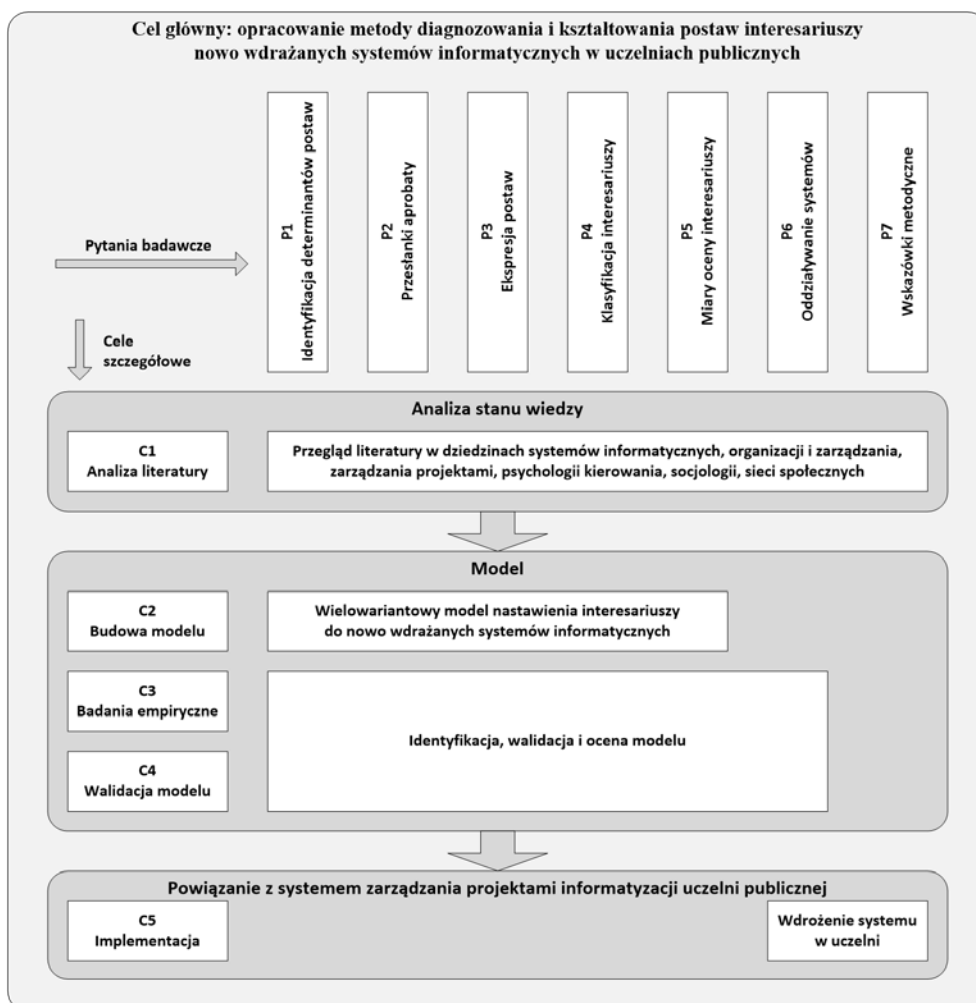 Cel główny: opracowanie metody diagnozowania i kształtowania postaw interesariuszy
nowo wdrażanych systemów informatycznych w uczelniach publicznych
P1
Identyfikacja determinantów postaw
P2
Przesłanki aprobaty
P3
Ekspresja postaw
P4
Klasyfikacja interesariuszy
P5
Miary oceny interesariuszy
P6
Oddziaływanie systemów
P7
Wskazówki metodyczne
Pytania badawcze
Cele
szczegółowe
Analiza stanu wiedzy
C1
Analiza literatury
Przegląd literatury w dziedzinach systemów informatycznych, organizacji i zarządzania,
zarządzania projektami, psychologii kierowania, socjologii, sieci społecznych
Model
C2
Budowa modelu
Wielowariantowy model nastawienia interesariuszy
do nowo wdrażanych systemów informatycznych
C3
Badania empiryczne
Identyfikacja, walidacja i ocena modelu
C4
Walidacja modelu
Powiązanie z systemem zarządzania projektami informatyzacji uczelni publicznej
C5
Implementacja
Wdrożenie systemu
w uczelni